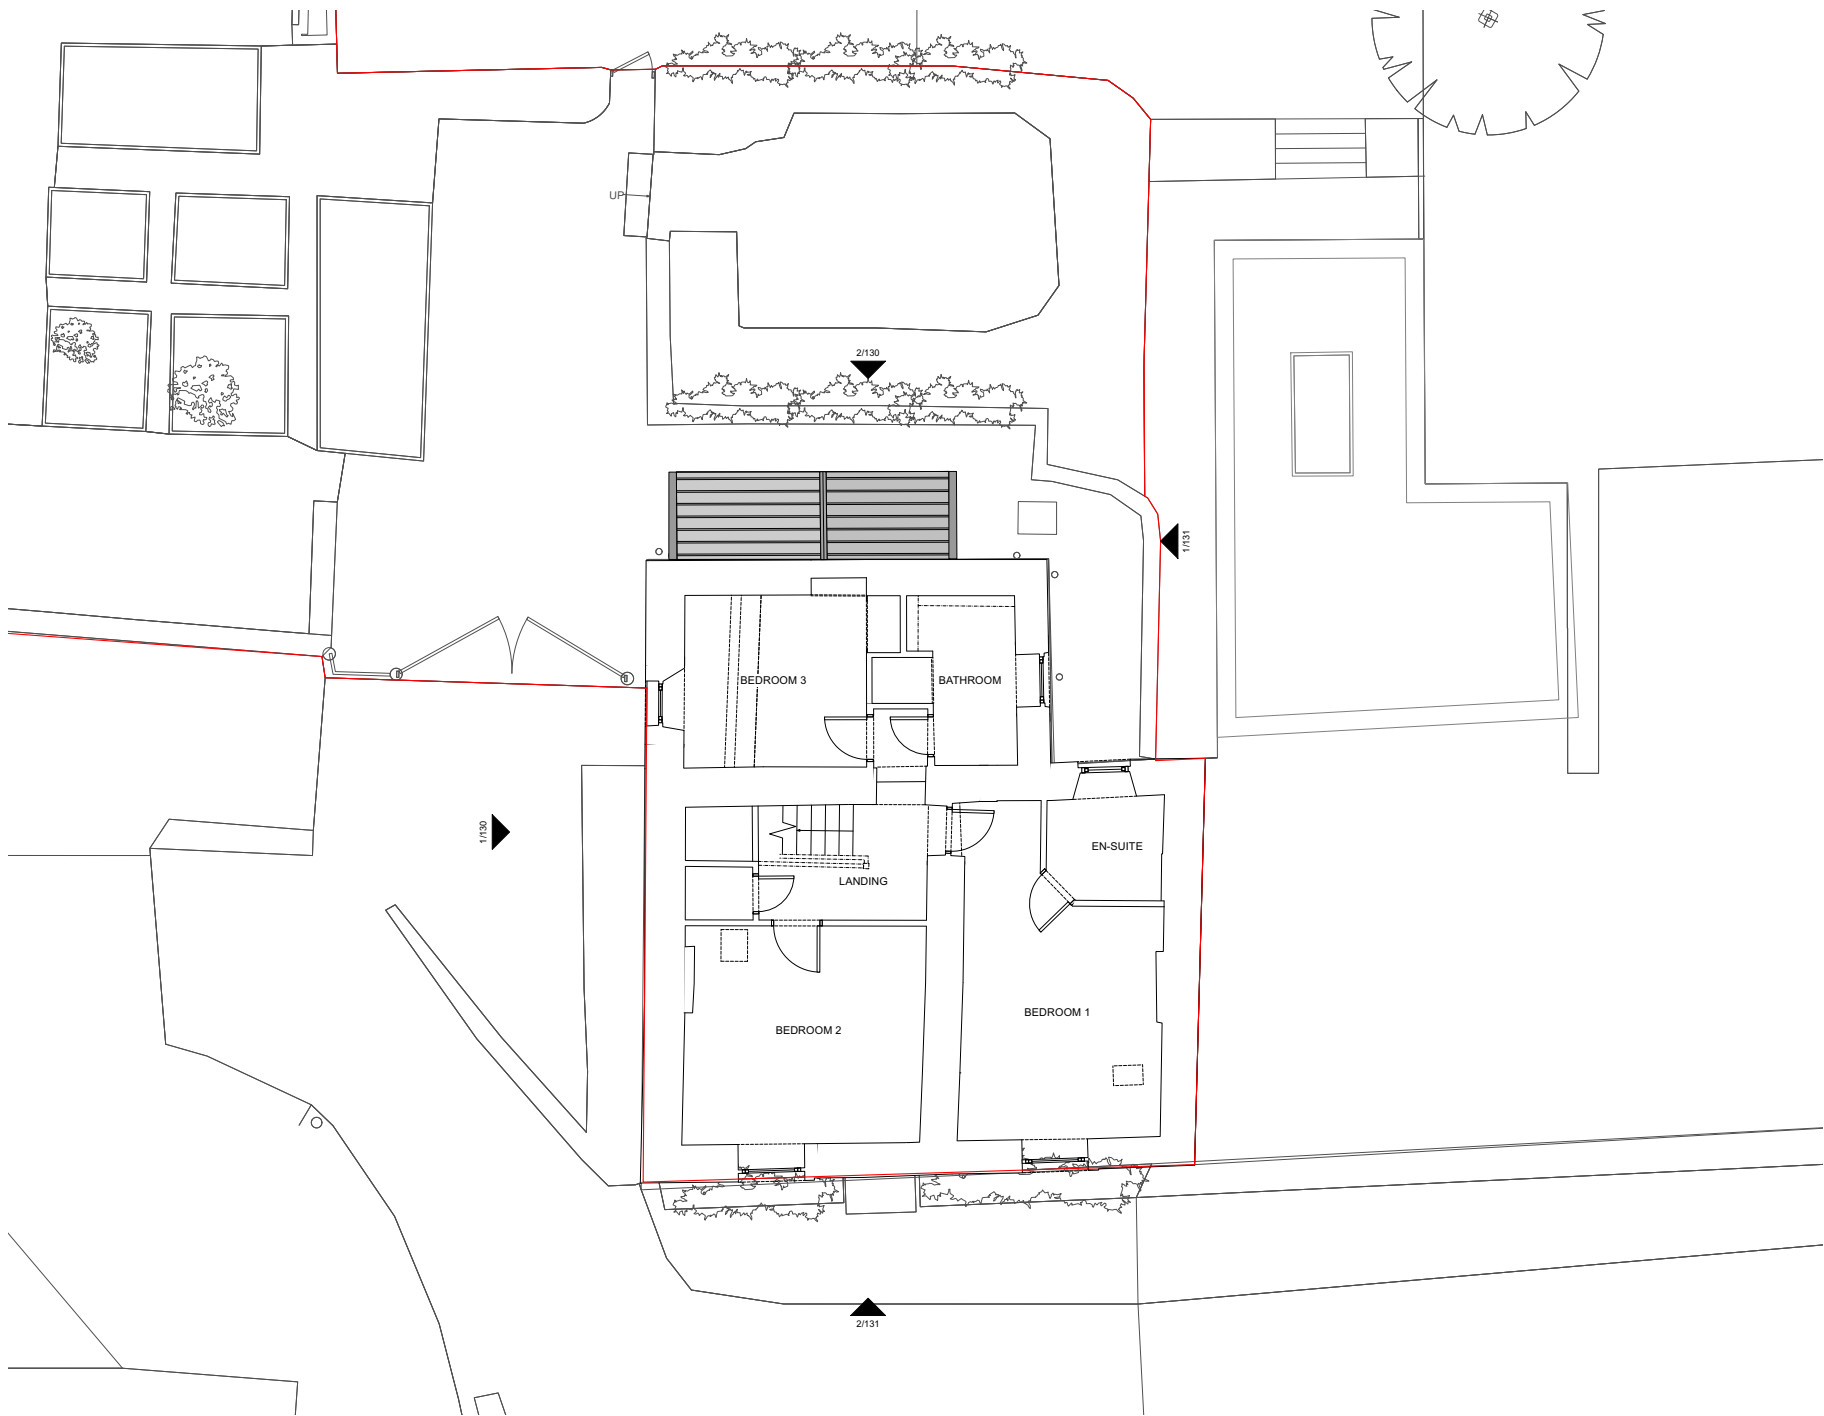 UP
2/130
1/131
BEDROOM 3
BATHROOM
1/130
EN-SUITE
LANDING
BEDROOM 1
BEDROOM 2
2/131